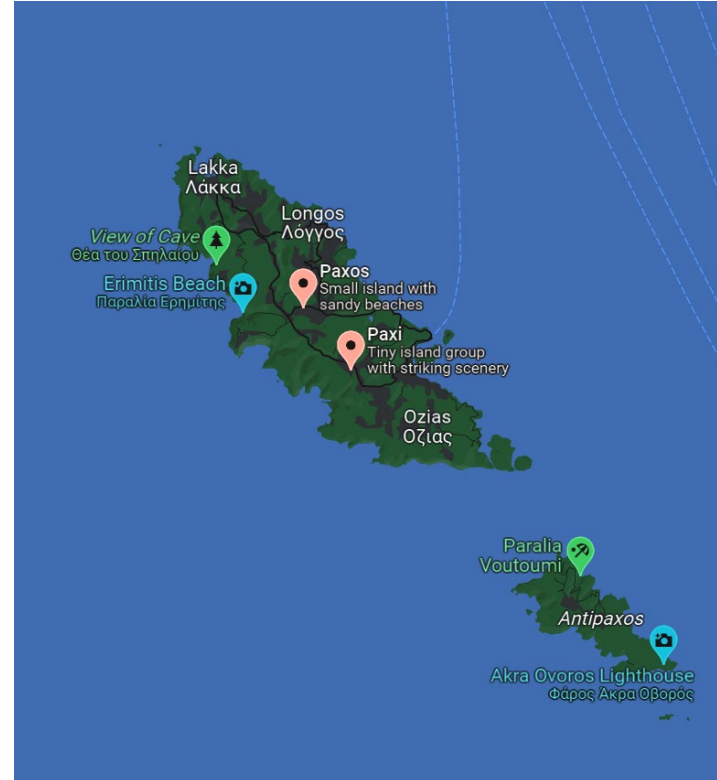 Lakka
Λάκκα
Longos
Λόγγος
View of Cave
Θέα του Σπηλαίου
Paxos
Small island with
sandy beaches
Erimitis Beach
Παραλία Ερημίτης
Paxi
Tiny island group
with striking scenery
Ozias
Οζιας
Paralia
Voutoumi
Antipaxos
Akra Ovoros Lighthouse
Φάρος Άκρα Οβορός